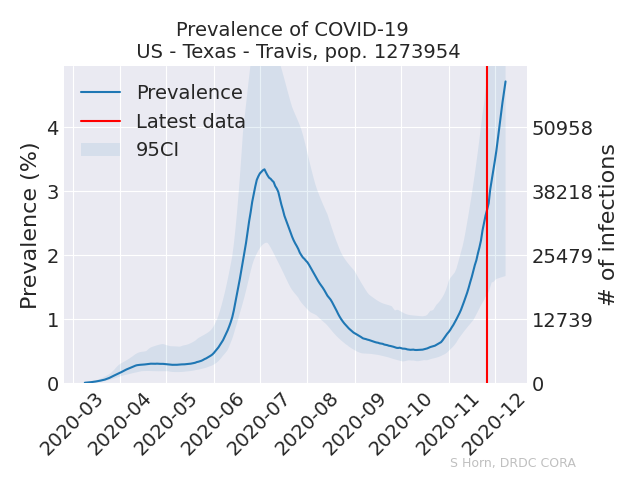 Prevalence of COVID-19
US - Texas - Travis, pop. 1273954
Prevalence
Latest data
95CI
Prevalence (%)
4
3
2
1
0
50958
38218
25479
12739
0
# of infections
2020-03
2020-04
2020-05
2020-06
2020-07
2020-08
2020-09
2020-10
2020-11
2020-12
S Horn, DRDC CORA